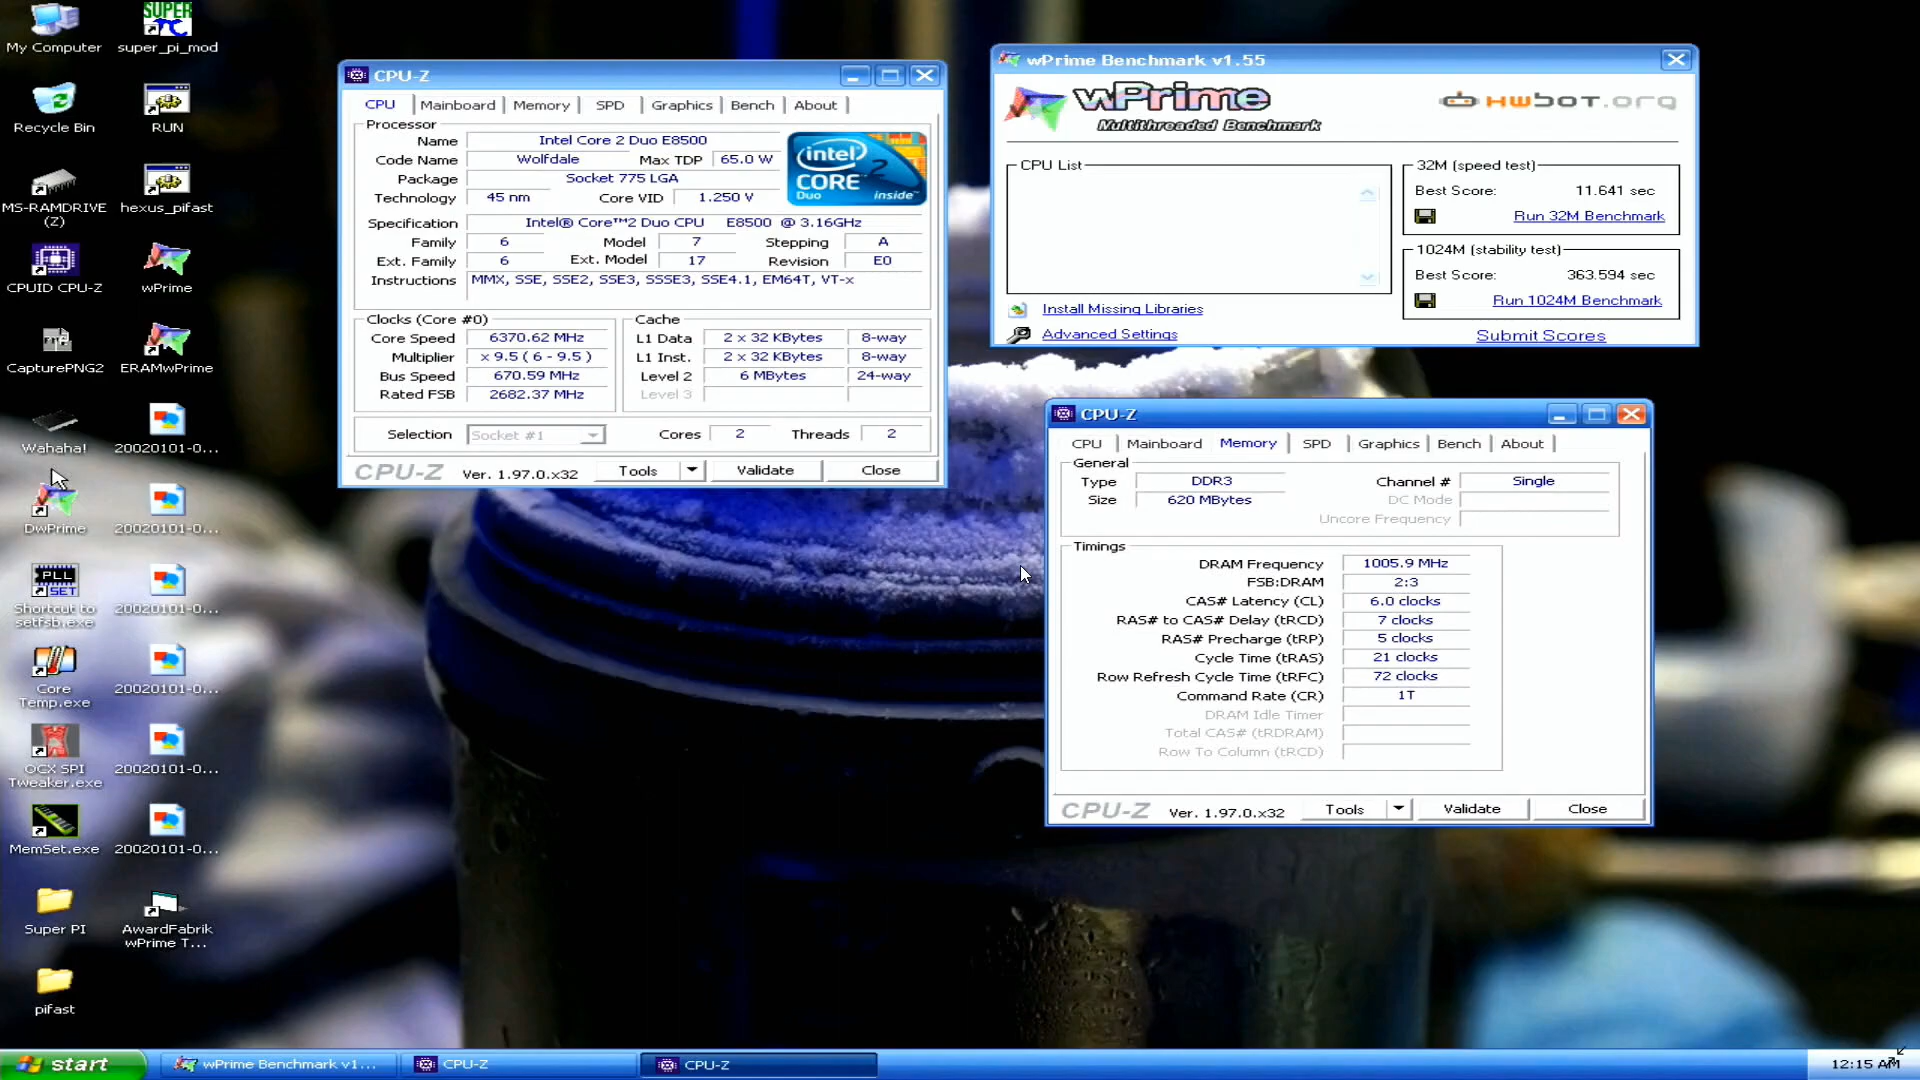 My Computer
super_pi_mod
Recycle Bin
RUN
MS-RAMDRIVE (Z)
hexus_pifast
CPUID CPU-Z
wPrime
CapturePNG2
ERAMwPrime
Wahaha!
20020101-0...
DwPrime
20020101-0...
PLL
SET
Shortcut to setfsb.exe
20020101-0...
Core Temp.exe
20020101-0...
OCX SPI Tweaker.exe
20020101-0...
MemSet.exe
20020101-0...
Super PI
AwardFabrik wPrime T...
pifast
CPU-Z
CPU Mainboard Memory SPD Graphics Bench About
Processor
Name Intel Core 2 Duo E8500
Code Name Wolfdale Max TDP 65.0 W
Package Socket 775 LGA
Technology 45 nm Core VID 1.250 V
intel CORE 2 Duo inside™
Specification Intel® Core™2 Duo CPU E8500 @ 3.16GHz
Family 6 Model 7 Stepping A
Ext. Family 6 Ext. Model 17 Revision E0
Instructions MMX, SSE, SSE2, SSE3, SSSE3, SSE4.1, EM64T, VT-x
Clocks (Core #0)
Core Speed 6370.62 MHz
Multiplier x 9.5 ( 6 - 9.5 )
Bus Speed 670.59 MHz
Rated FSB 2682.37 MHz
Cache
L1 Data 2 x 32 KBytes 8-way
L1 Inst. 2 x 32 KBytes 8-way
Level 2 6 MBytes 24-way
Level 3
Selection Socket #1 Cores 2 Threads 2
CPU-Z Ver. 1.97.0.x32 Tools Validate Close
wPrime Benchmark v1.55
wPrime
Multithreaded Benchmark
HWBOT.ORG
CPU List
32M (speed test)
Best Score: 11.641 sec
Run 32M Benchmark
1024M (stability test)
Best Score: 363.594 sec
Run 1024M Benchmark
Install Missing Libraries
Advanced Settings
Submit Scores
CPU-Z
CPU Mainboard Memory SPD Graphics Bench About
General
Type DDR3 Channel # Single
Size 620 MBytes DC Mode
Uncore Frequency
Timings
DRAM Frequency 1005.9 MHz
FSB:DRAM 2:3
CAS# Latency (CL) 6.0 clocks
RAS# to CAS# Delay (tRCD) 7 clocks
RAS# Precharge (tRP) 5 clocks
Cycle Time (tRAS) 21 clocks
Row Refresh Cycle Time (tRFC) 72 clocks
Command Rate (CR) 1T
DRAM Idle Timer
Total CAS# (tRDRAM)
Row To Column (tRCD)
CPU-Z Ver. 1.97.0.x32 Tools Validate Close
start
wPrime Benchmark v1...
CPU-Z
CPU-Z
12:15 AM